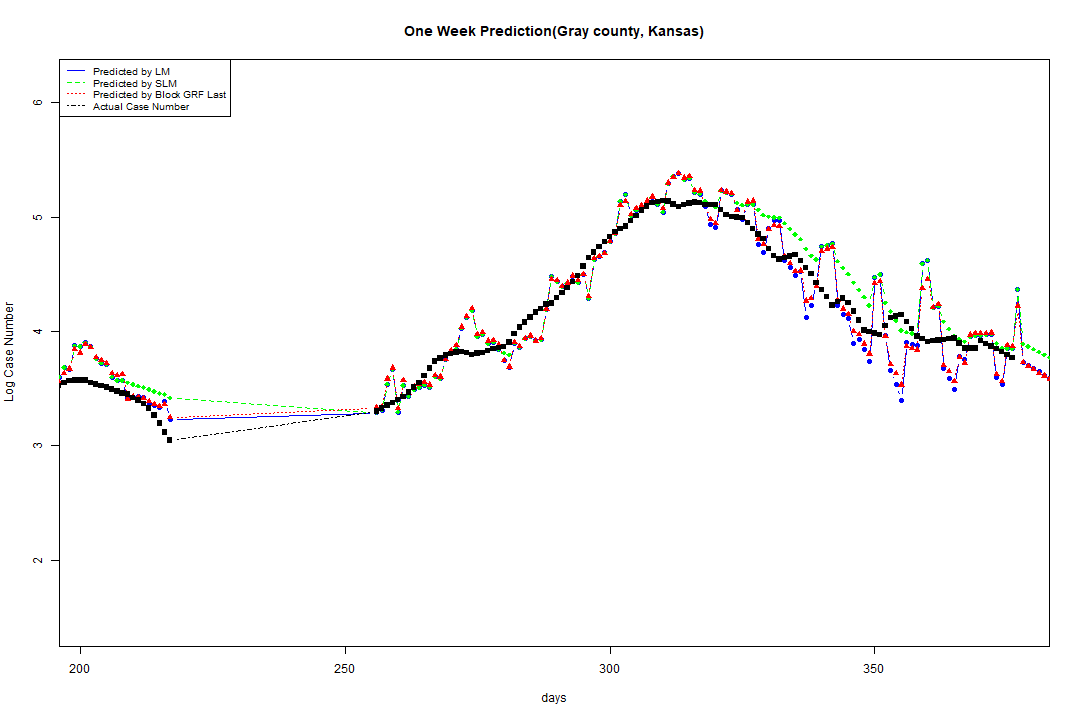 One Week Prediction(Gray county, Kansas)
Predicted by LM
Predicted by SLM
Predicted by Block GRF Last
Actual Case Number
6
5
4
3
2
Log Case Number
200 250 300 350
days